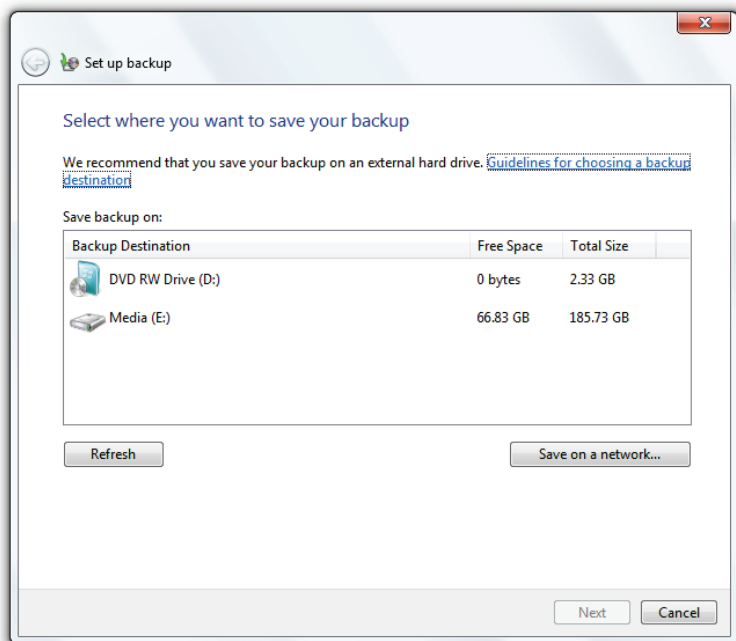 X
Set up backup
Select where you want to save your backup
We recommend that you save your backup on an external hard drive. Guidelines for choosing a backup
destination
Save backup on:
Backup Destination Free Space Total Size
DVD RW Drive (D:) 0 bytes 2.33 GB
Media (E:) 66.83 GB 185.73 GB
Refresh Save on a network...
Next Cancel